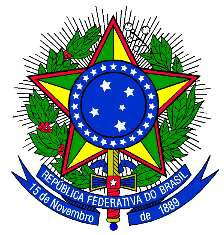 REPÚBLICA FEDERATIVA DO BRASIL
15 de Novembro de 1889